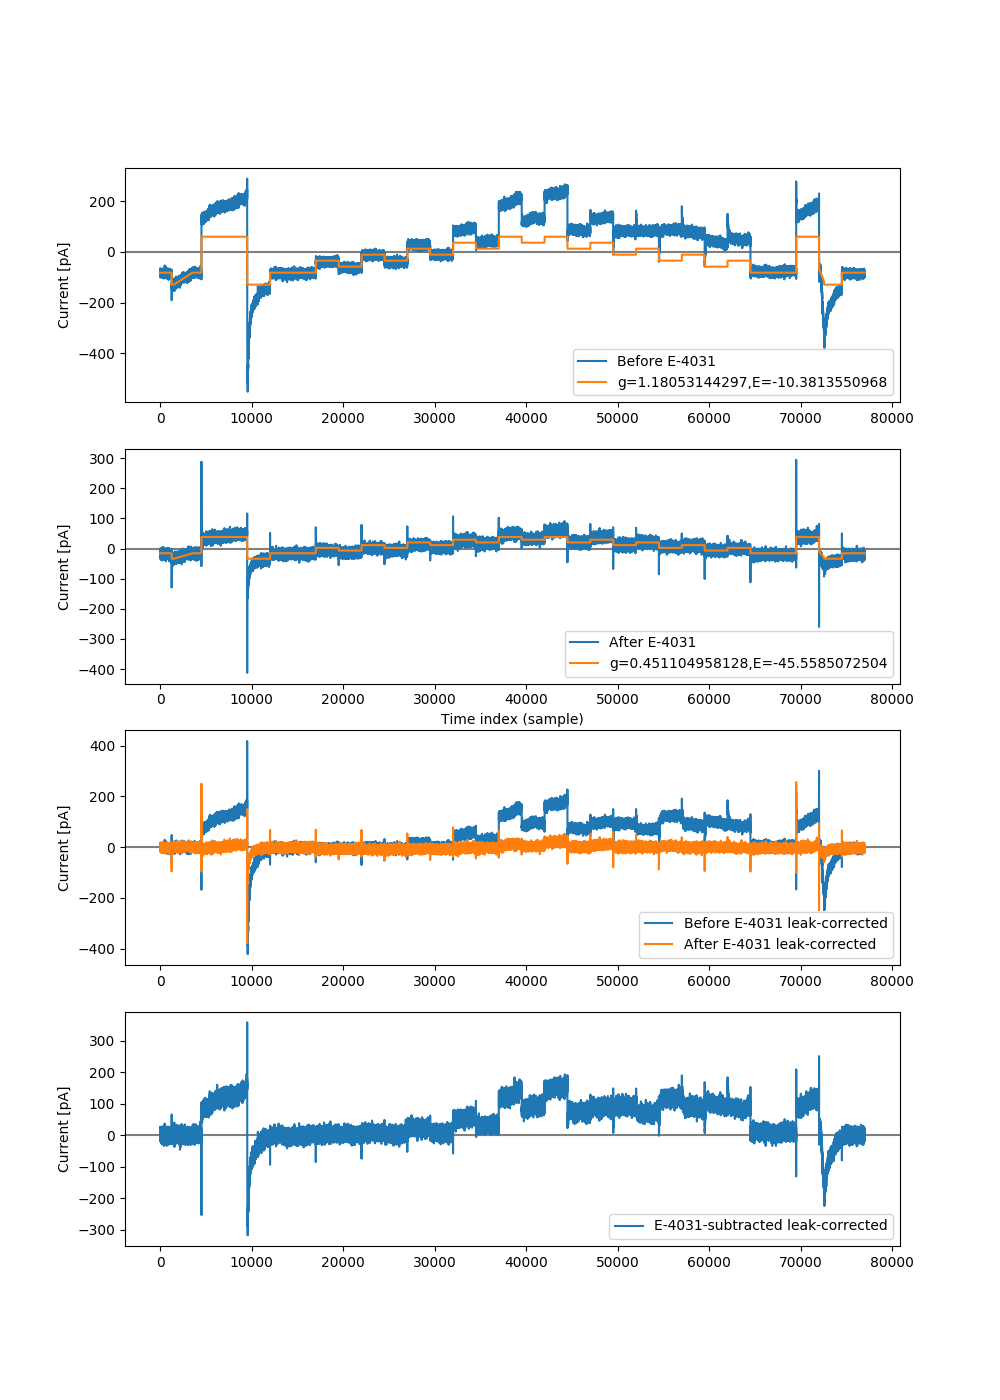 Current [pA]
200
0
−200
−400
Before E-4031
g=1.18053144297,E=-10.3813550968
0 10000 20000 30000 40000 50000 60000 70000 80000
Current [pA]
300
200
100
0
−100
−200
−300
−400
After E-4031
g=0.451104958128,E=-45.5585072504
0 10000 20000 30000 40000 50000 60000 70000 80000
Time index (sample)
Current [pA]
400
200
0
−200
−400
Before E-4031 leak-corrected
After E-4031 leak-corrected
0 10000 20000 30000 40000 50000 60000 70000 80000
Current [pA]
300
200
100
0
−100
−200
−300
E-4031-subtracted leak-corrected
0 10000 20000 30000 40000 50000 60000 70000 80000